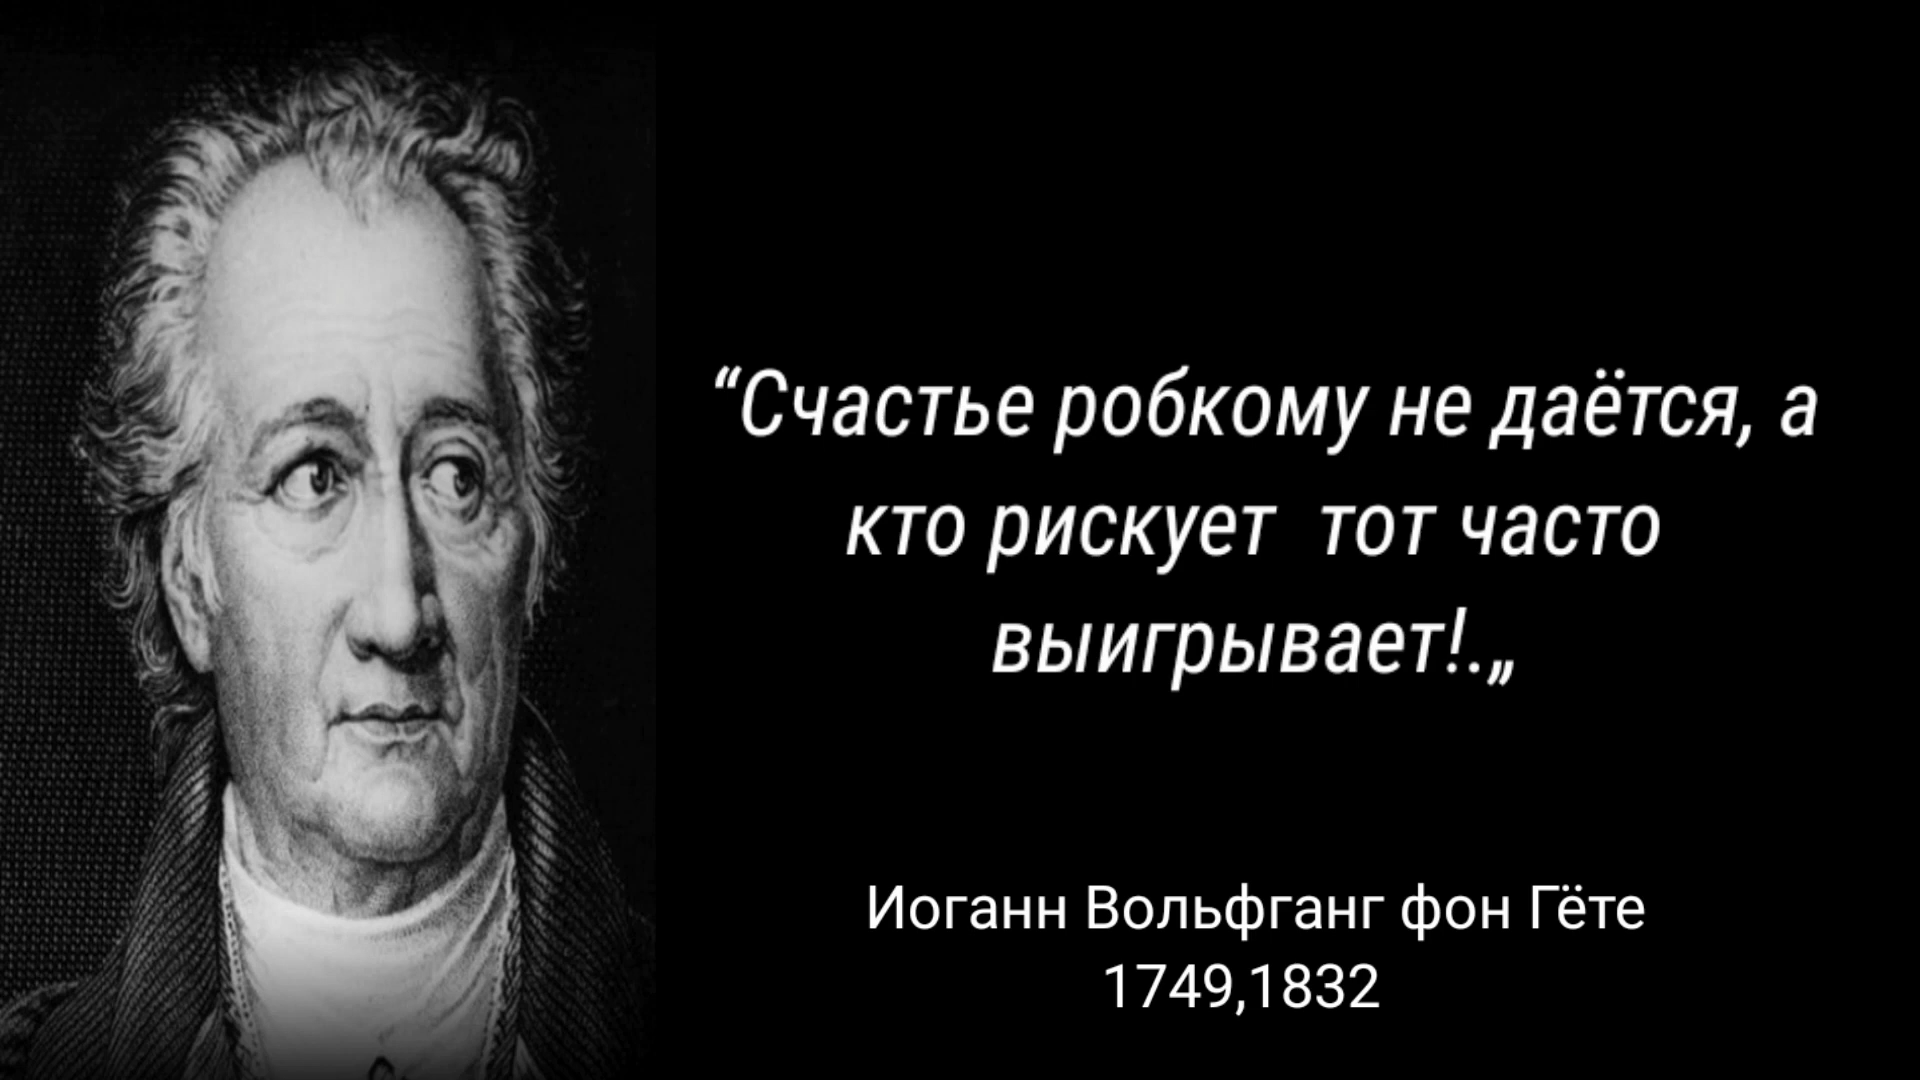 “Счастье робкому не даётся, а
кто рискует  тот часто
выигрывает!.„
Иоганн Вольфганг фон Гёте
1749,1832